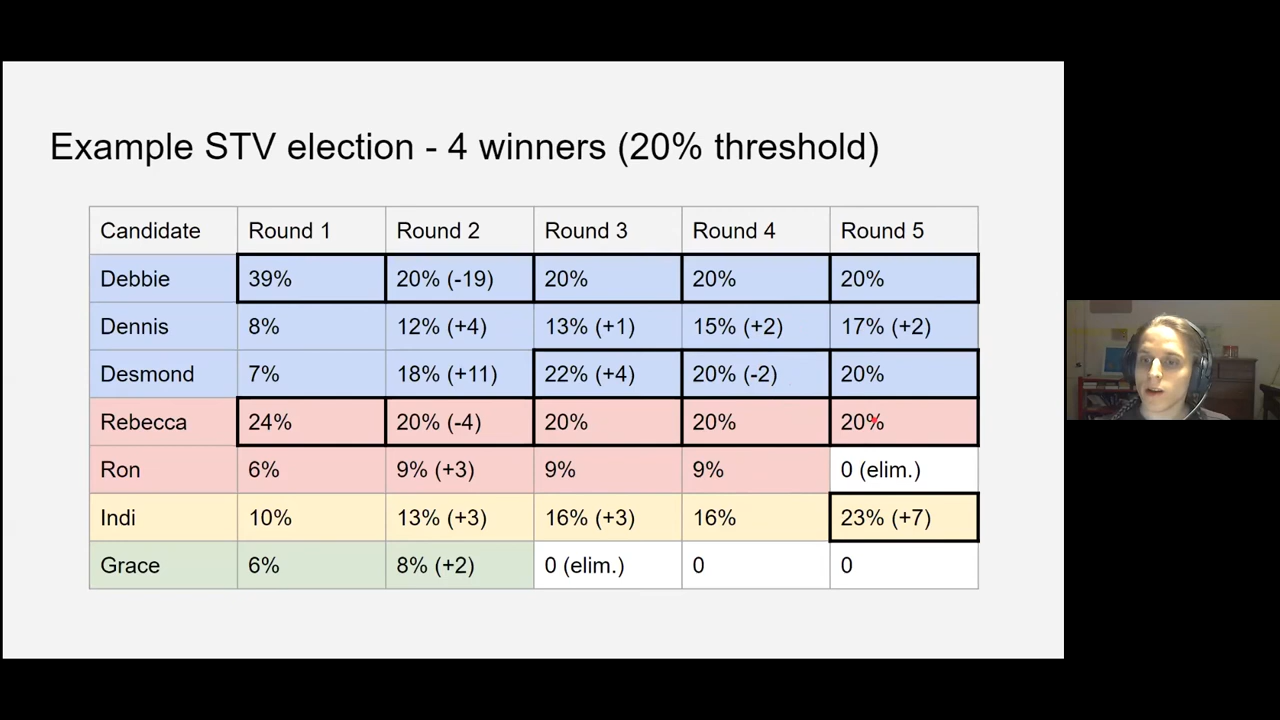 Example STV election - 4 winners (20% threshold)
Candidate Round 1 Round 2 Round 3 Round 4 Round 5
Debbie 39% 20% (-19) 20% 20% 20%
Dennis 8% 12% (+4) 13% (+1) 15% (+2) 17% (+2)
Desmond 7% 18% (+11) 22% (+4) 20% (-2) 20%
Rebecca 24% 20% (-4) 20% 20% 20%
Ron 6% 9% (+3) 9% 9% 0 (elim.)
Indi 10% 13% (+3) 16% (+3) 16% 23% (+7)
Grace 6% 8% (+2) 0 (elim.) 0 0